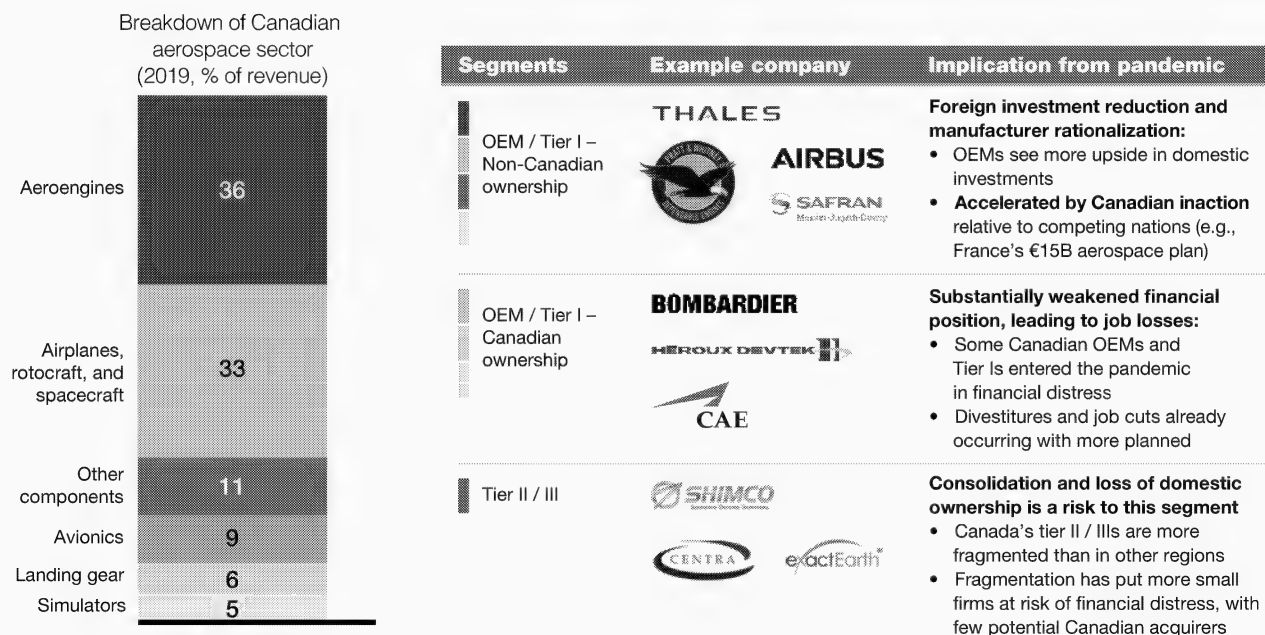 Breakdown of Canadian
aerospace sector
(2019, % of revenue)
Aeroengines
36
Airplanes,
rotocraft, and
spacecraft
33
Other
components
11
Avionics
9
Landing gear
6
Simulators
5
Segments
Example company
Implication from pandemic
OEM / Tier I –
Non-Canadian
ownership
THALES
PRATT & WHITNEY
DEPENDABLE ENGINES
AIRBUS
SAFRAN
Foreign investment reduction and
manufacturer rationalization:
• OEMs see more upside in domestic
investments
• Accelerated by Canadian inaction
relative to competing nations (e.g.,
France's €15B aerospace plan)
OEM / Tier I –
Canadian
ownership
BOMBARDIER
HEROUX DEVTEK
CAE
Substantially weakened financial
position, leading to job losses:
• Some Canadian OEMs and
Tier Is entered the pandemic
in financial distress
• Divestitures and job cuts already
occurring with more planned
Tier II / III
SHIMCO
CENTRA
exactEarth
Consolidation and loss of domestic
ownership is a risk to this segment
• Canada's tier II / IIIs are more
fragmented than in other regions
• Fragmentation has put more small
firms at risk of financial distress, with
few potential Canadian acquirers